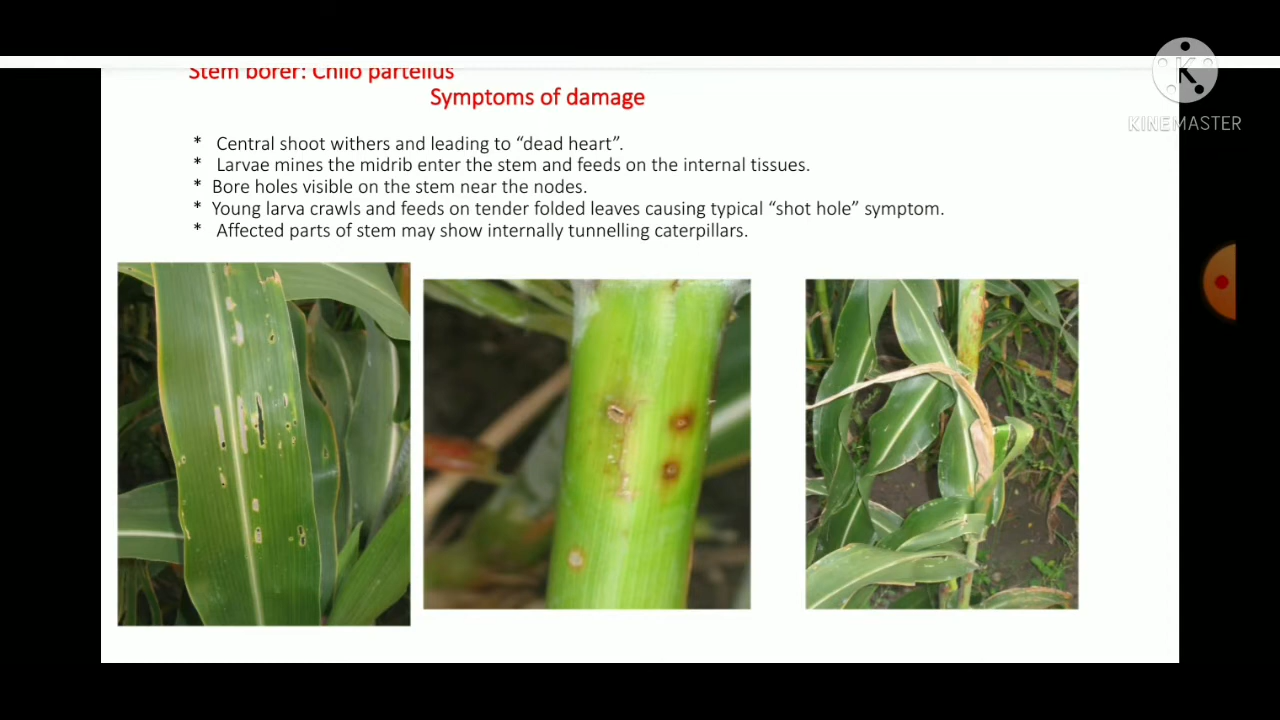 Stem borer: Chilo partellus
Symptoms of damage
* Central shoot withers and leading to “dead heart”.
* Larvae mines the midrib enter the stem and feeds on the internal tissues.
* Bore holes visible on the stem near the nodes.
* Young larva crawls and feeds on tender folded leaves causing typical “shot hole” symptom.
* Affected parts of stem may show internally tunnelling caterpillars.
K
KINEMASTER